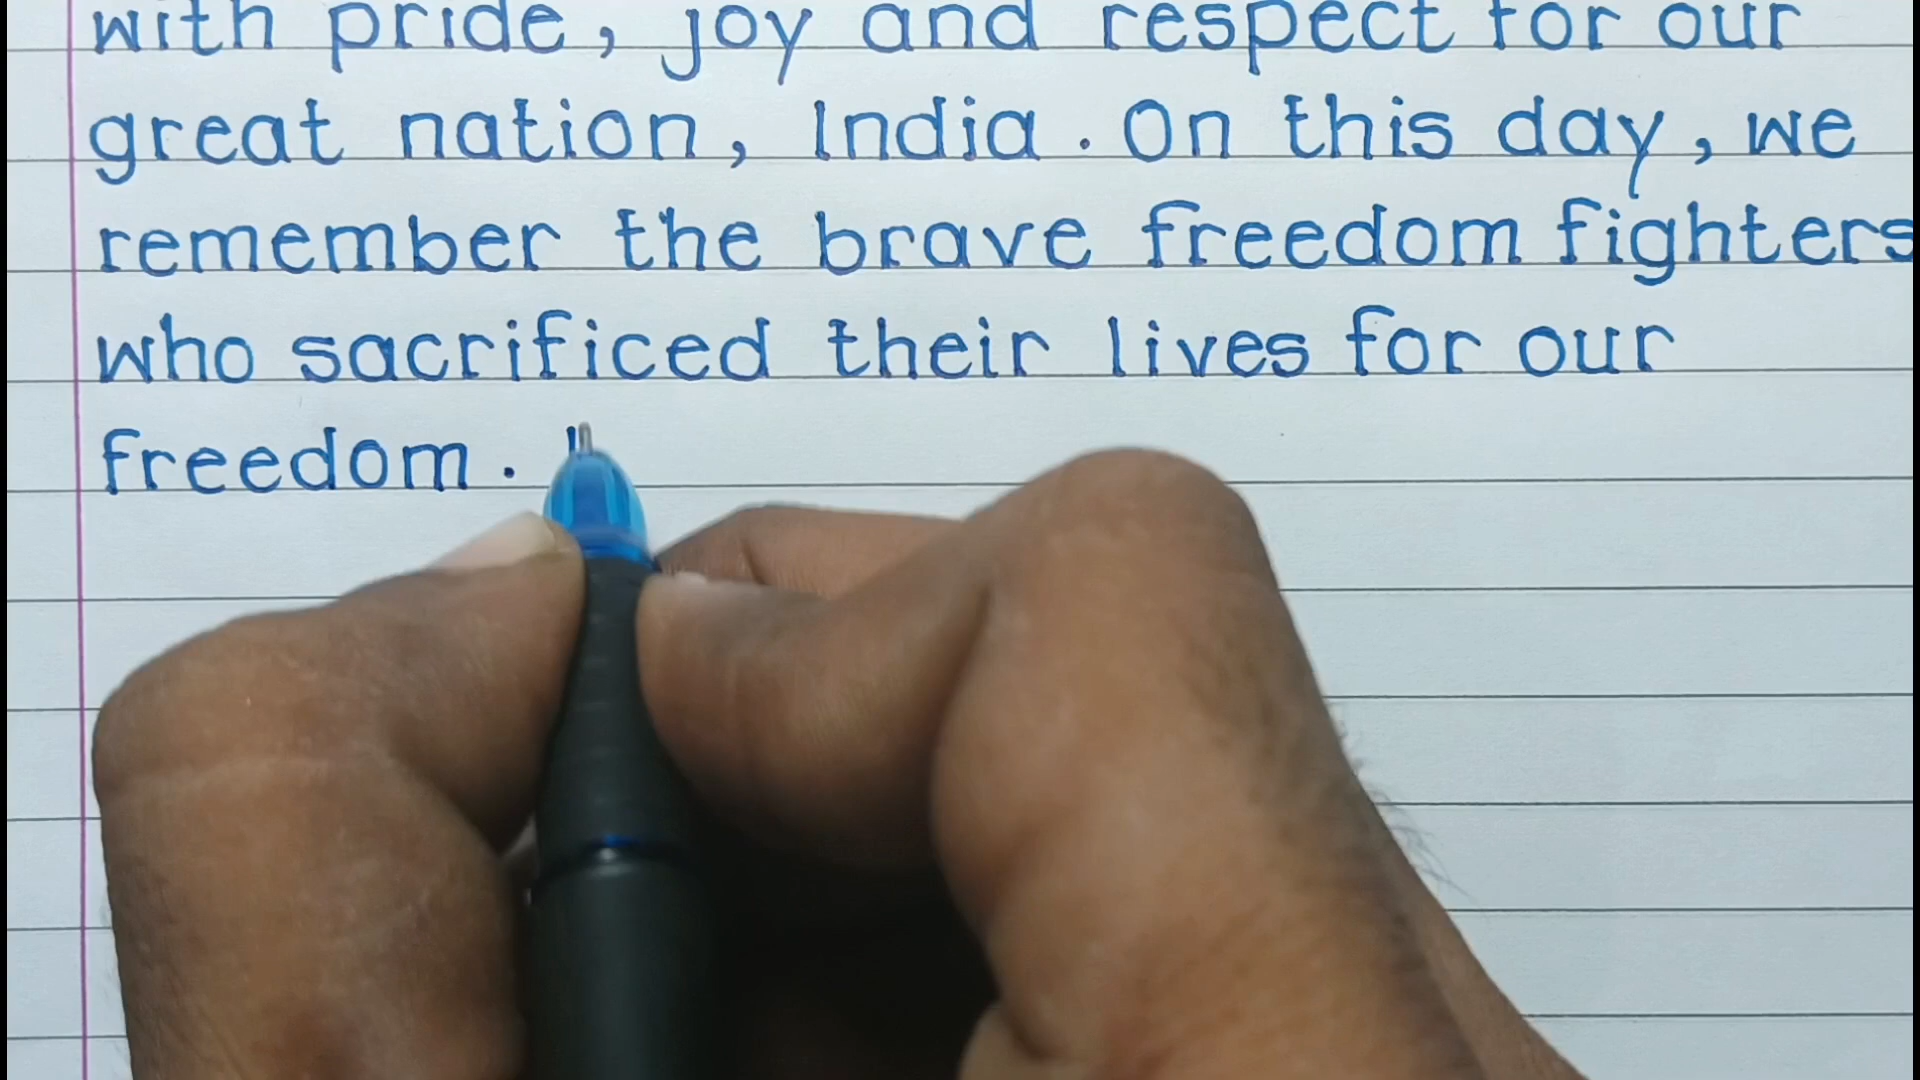 with pride, joy and respect for our
great nation, India. On this day, we
remember the brave freedom fighters
who sacrificed their lives for our
freedom.